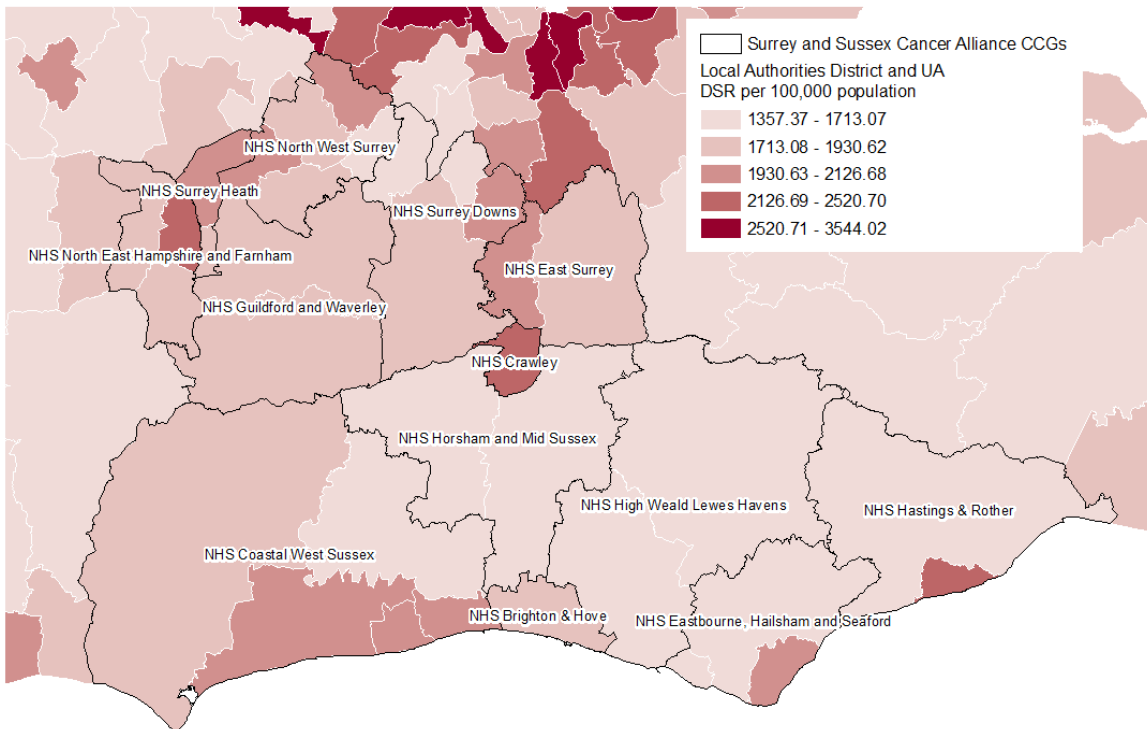 Surrey and Sussex Cancer Alliance CCGs
Local Authorities District and UA
DSR per 100,000 population
1357.37 - 1713.07
1713.08 - 1930.62
1930.63 - 2126.68
2126.69 - 2520.70
2520.71 - 3544.02
NHS North West Surrey
NHS Surrey Heath
NHS Surrey Downs
NHS North East Hampshire and Farnham
NHS East Surrey
NHS Guildford and Waverley
NHS Crawley
NHS Horsham and Mid Sussex
NHS High Weald Lewes Havens
NHS Hastings & Rother
NHS Coastal West Sussex
NHS Brighton & Hove
NHS Eastbourne, Hailsham and Seaford